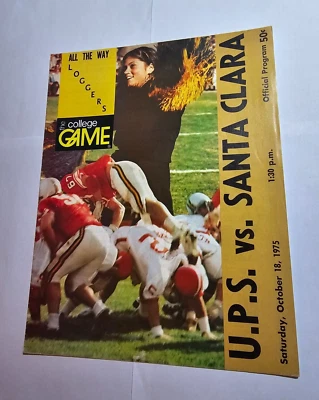 ALL THE WAY
LOGGERS
the college
GAME
U.P.S. vs. SANTA CLARA
Official Program 50¢
1:30 p.m.
Saturday, October 18, 1975